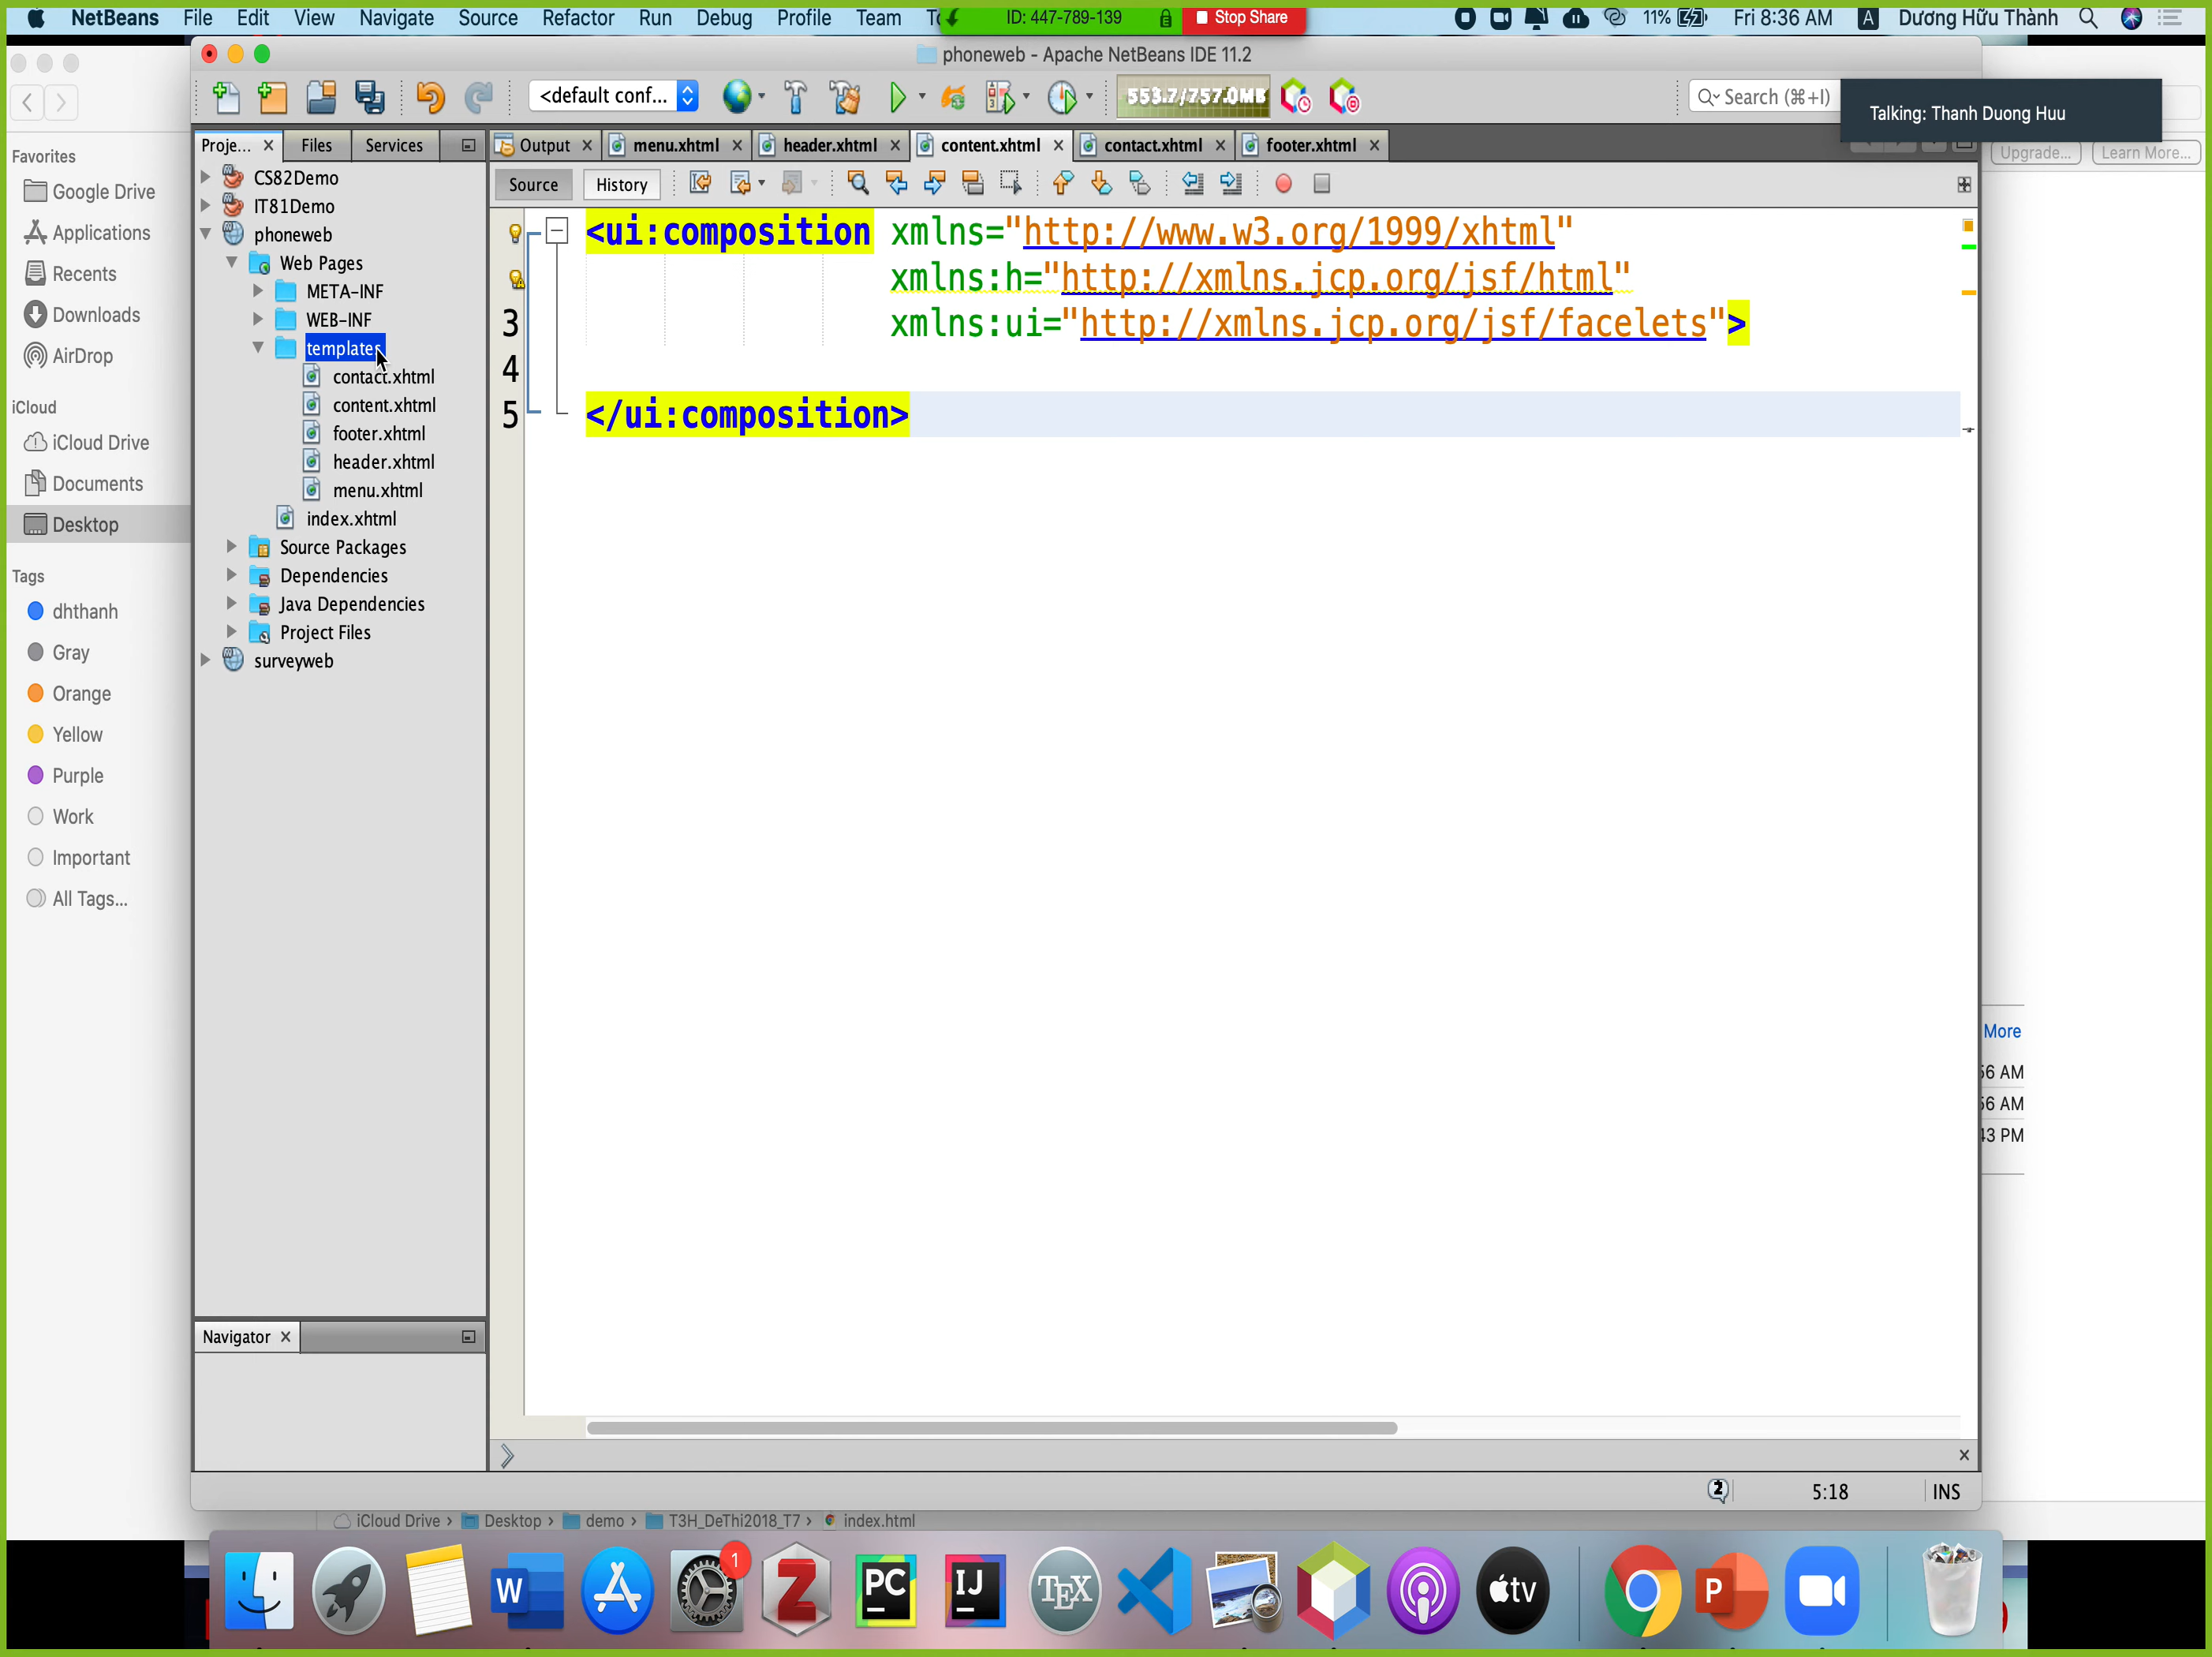 NetBeans File Edit View Navigate Source Refactor Run Debug Profile Team
ID: 447-789-139
Stop Share
11%
Fri 8:36 AM
A
Dương Hữu Thành
phoneweb - Apache NetBeans IDE 11.2
<default conf...
553.7/757.0MB
Search (⌘+I)
Talking: Thanh Duong Huu
Upgrade...
Learn More...
Favorites
Google Drive
Applications
Recents
Downloads
AirDrop
iCloud
iCloud Drive
Documents
Desktop
Tags
dhthanh
Gray
Orange
Yellow
Purple
Work
Important
All Tags...
Proje...
Files
Services
CS82Demo
IT81Demo
phoneweb
Web Pages
META-INF
WEB-INF
templates
contact.xhtml
content.xhtml
footer.xhtml
header.xhtml
menu.xhtml
index.xhtml
Source Packages
Dependencies
Java Dependencies
Project Files
surveyweb
Navigator
Output
menu.xhtml
header.xhtml
content.xhtml
contact.xhtml
footer.xhtml
Source
History
<ui:composition xmlns="http://www.w3.org/1999/xhtml"
xmlns:h="http://xmlns.jcp.org/jsf/html"
3 xmlns:ui="http://xmlns.jcp.org/jsf/facelets">
4
5 </ui:composition>
More
56 AM
56 AM
43 PM
2
5:18
INS
iCloud Drive › Desktop › demo › T3H_DeThi2018_T7 › index.html
W
1
Z
PC
IJ
TEX
tv
P